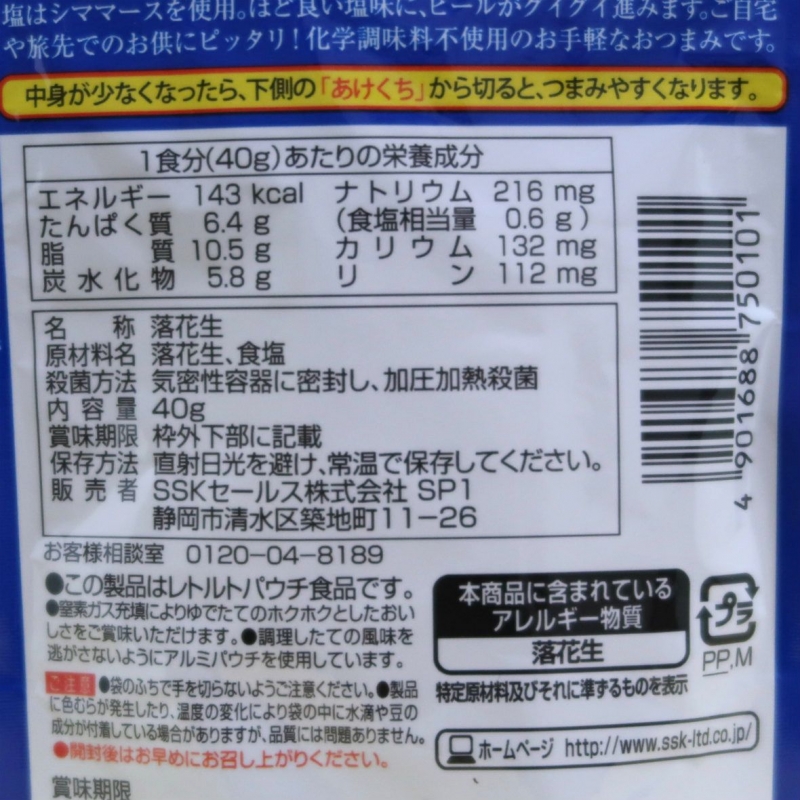 塩はシママースを使用。ほど良い塩味に、ビールがグイグイ進みます。ご自宅
や旅先でのお供にピッタリ!化学調味料不使用のお手軽なおつまみです。
中身が少なくなったら、下側の「あけくち」から切ると、つまみやすくなります。
1食分(40g)あたりの栄養成分
エネルギー 143 kcal ナトリウム 216 mg
たんぱく質 6.4 g (食塩相当量 0.6 g)
脂質 10.5 g カリウム 132 mg
炭水化物 5.8 g リン 112 mg
名称 落花生
原材料名 落花生、食塩
殺菌方法 気密性容器に密封し、加圧加熱殺菌
内容量 40g
賞味期限 枠外下部に記載
保存方法 直射日光を避け、常温で保存してください。
販売者 SSKセールス株式会社 SP1
静岡市清水区築地町11-26
お客様相談室 0120-04-8189
●この製品はレトルトパウチ食品です。
●窒素ガス充填によりゆでたてのホクホクとしたおい
しさをご賞味いただけます。●調理したての風味を
逃がさないようにアルミパウチを使用しています。
ご注意 ●袋のふちで手を切らないようご注意ください。●製品
に色むらが発生したり、温度の変化により袋の中に水滴や豆の
成分が付着している場合がありますが、品質には問題ありません。
●開封後はお早めにお召し上がりください。
賞味期限
本商品に含まれている
アレルギー物質
落花生
特定原材料及びそれに準ずるものを表示
プラ
PP,M
ホームページ http://www.ssk-ltd.co.jp/
4 901688 750101